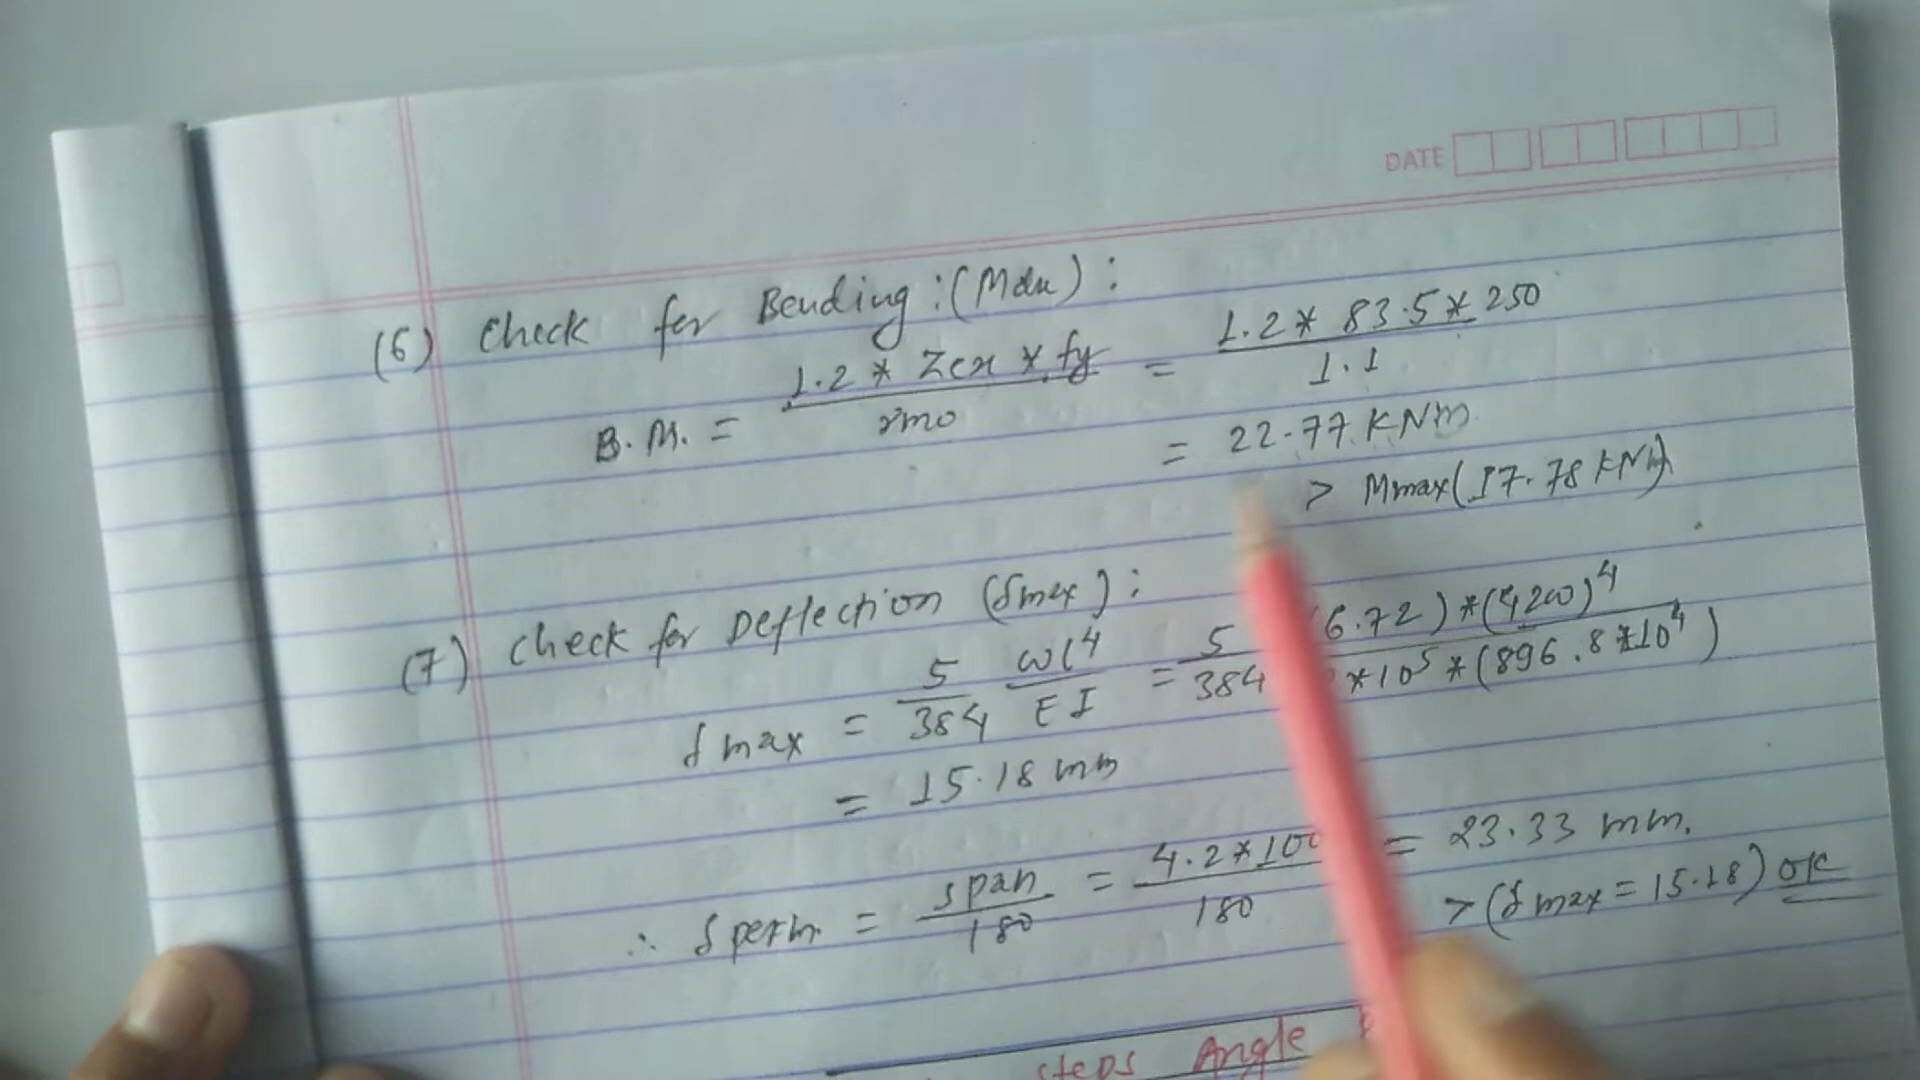 DATE
(6) Check for Bending : (Mdx) :
B.M. = 1.2 * Zex * fy / γm0 = 1.2 * 83.5 * 250 / 1.1
= 22.77 KNm
> Mmax (17.78 KNm)
(7) Check for Deflection (δmax) :
δmax = 5/384 wl⁴/EI = 5/384 6.72) * (4200)⁴ / * 10⁵ * (896.8 * 10⁴)
= 15.18 mm
∴ δperm. = span/180 = 4.2 * 100 / 180 = 23.33 mm.
> (δmax = 15.18) OK
steps Angle